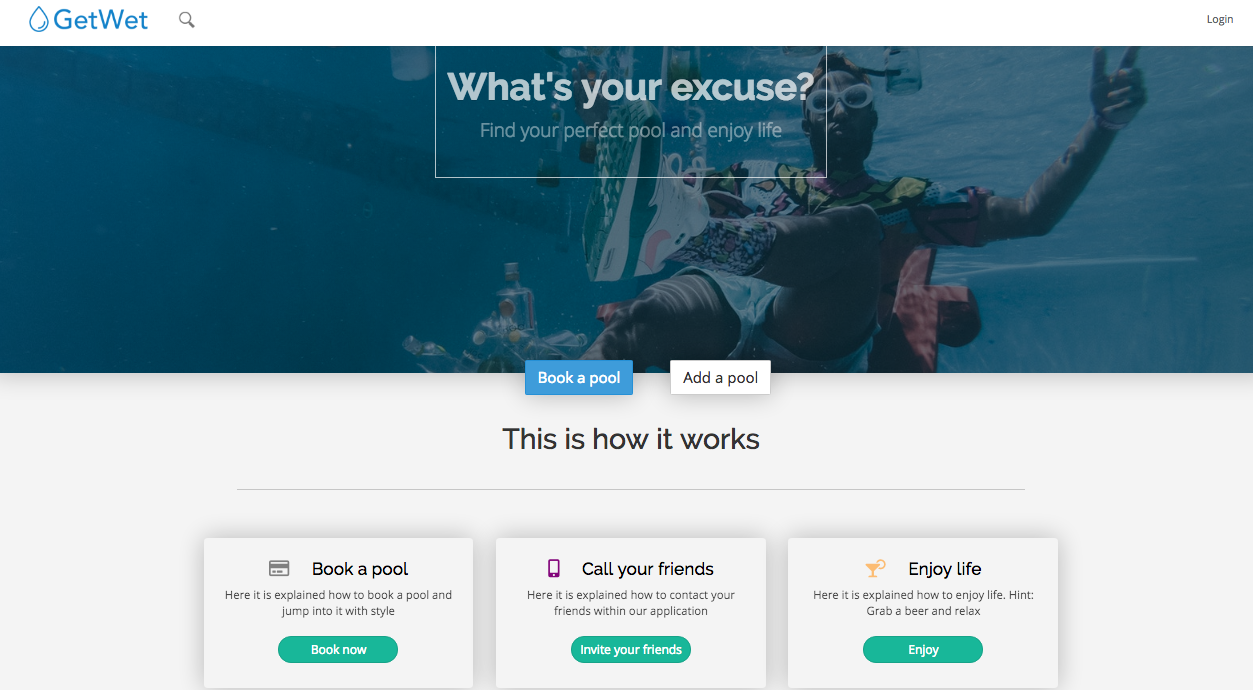 GetWet
Login
What's your excuse?
Find your perfect pool and enjoy life
Book a pool
Add a pool
This is how it works
Book a pool
Here it is explained how to book a pool and
jump into it with style
Book now
Call your friends
Here it is explained how to contact your
friends within our application
Invite your friends
Enjoy life
Here it is explained how to enjoy life. Hint:
Grab a beer and relax
Enjoy